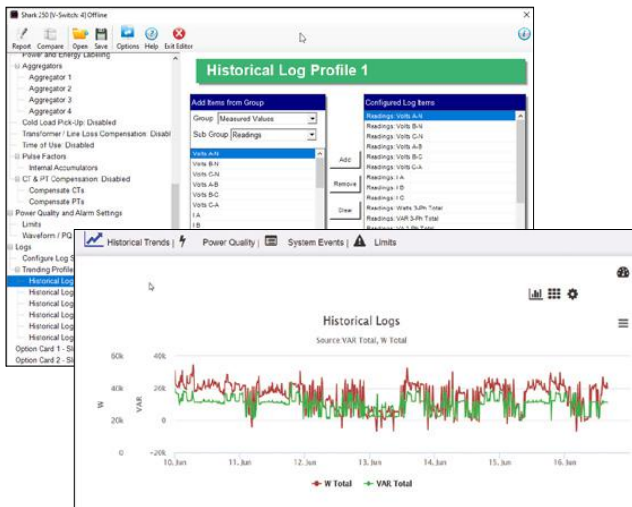 Shark 250 [V-Switch: 4] Offline
Report Compare Open Save Options Help Exit Editor
Power and Energy Labeling
Aggregators
Aggregator 1
Aggregator 2
Aggregator 3
Aggregator 4
Cold Load Pick-Up: Disabled
Transformer / Line Loss Compensation: Disabl
Time of Use: Disabled
Pulse Factors
Internal Accumulators
CT & PT Compensation: Disabled
Compensate CTs
Compensate PTs
Power Quality and Alarm Settings
Limits
Waveform / PQ
Logs
Configure Log S
Trending Profile
Historical Log
Historical Log
Historical Log
Historical Log
Historical Log
Historical Log
Option Card 1 - Sl
Option Card 2 - Sl
Historical Log Profile 1
Add Items from Group
Group: Measured Values
Sub Group: Readings
Volts A-N
Volts B-N
Volts C-N
Volts A-B
Volts B-C
Volts C-A
I A
I B
Add
Remove
Configured Log Items
Readings: Volts A-N
Readings: Volts B-N
Readings: Volts C-N
Readings: Volts A-B
Readings: Volts B-C
Readings: Volts C-A
Readings: I A
Readings: I B
Readings: I C
Readings: Watts 3-Ph Total
Readings: VAR 3-Ph Total
Historical Trends | Power Quality | System Events | Limits
Historical Logs
Source VAR Total, W Total
60k 40k
40k 20k
20k 0
0 -20k
W
VAR
10. Jun 11. Jun 12. Jun 13. Jun 14. Jun 15. Jun 16. Jun
W Total VAR Total